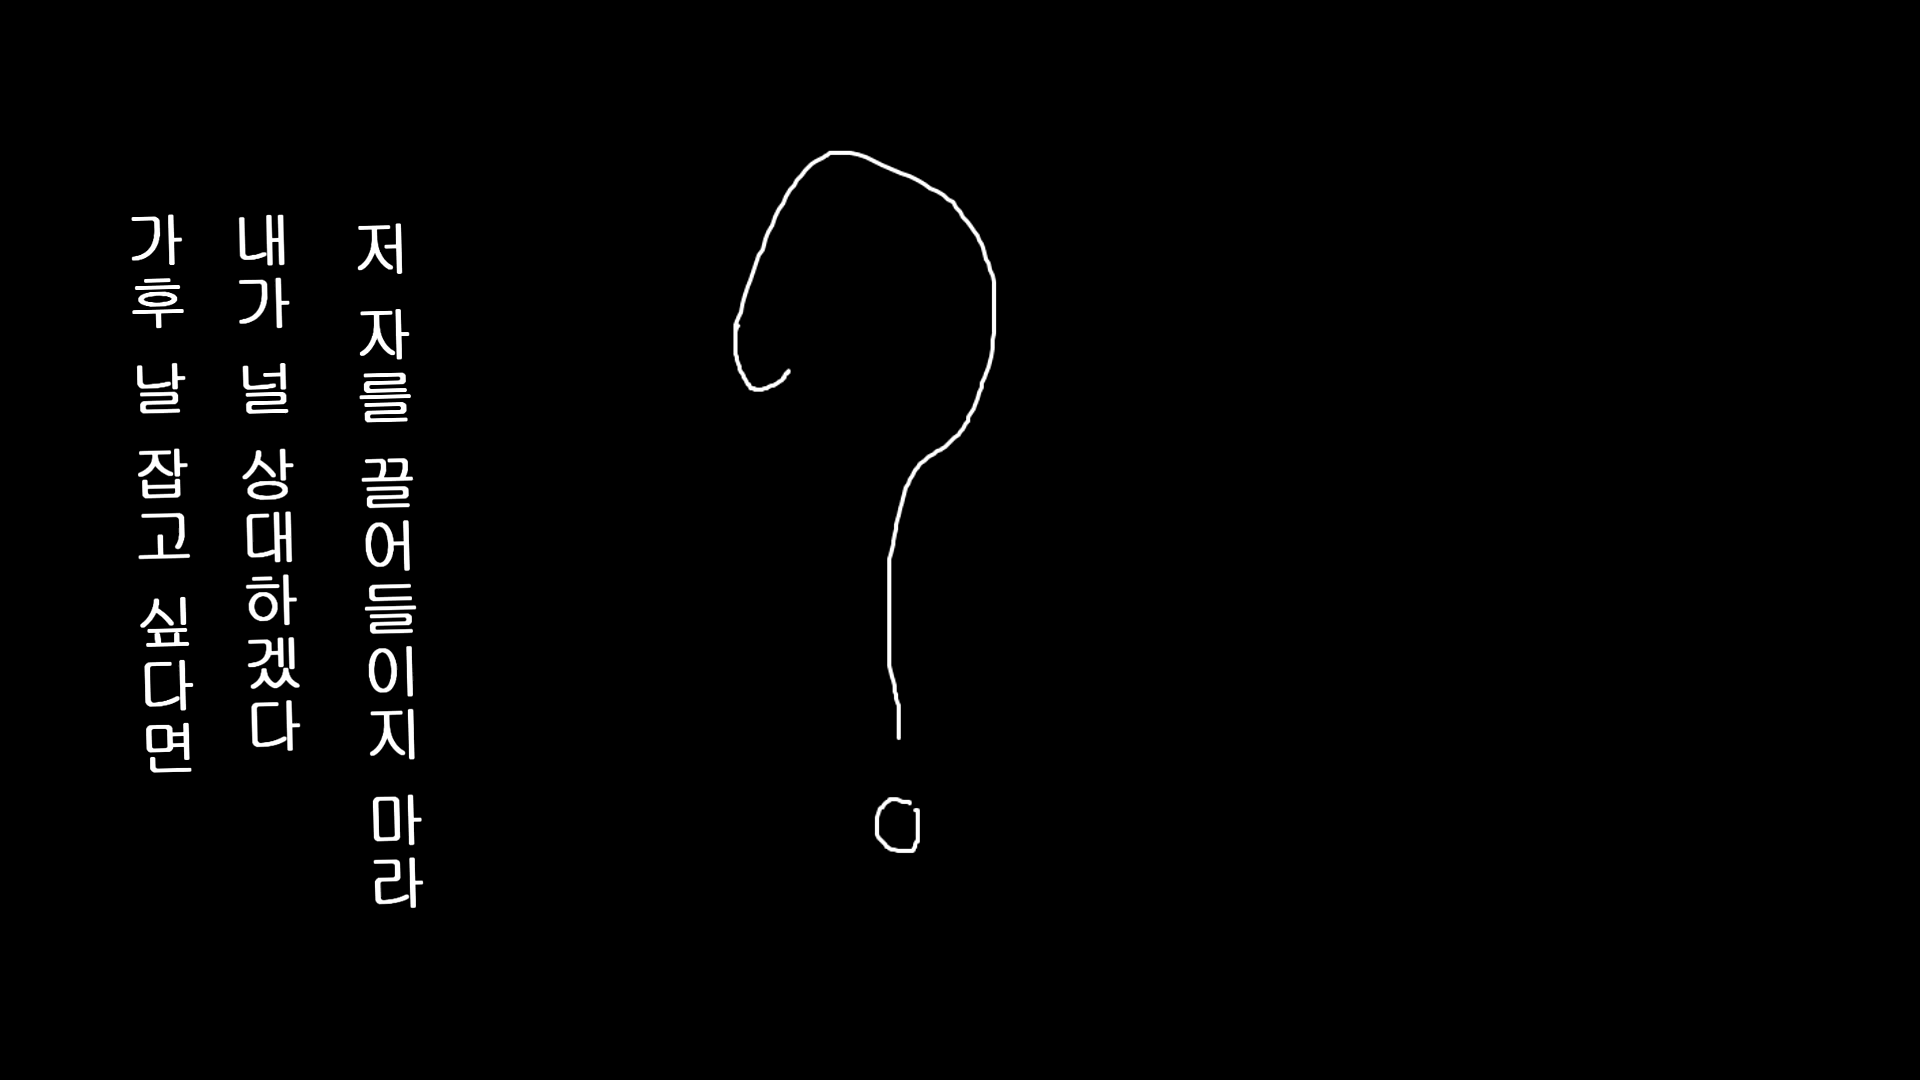 가후 날 잡고 싶다면
내가 널 상대하겠다
저 자를 끌어들이지 마라
?